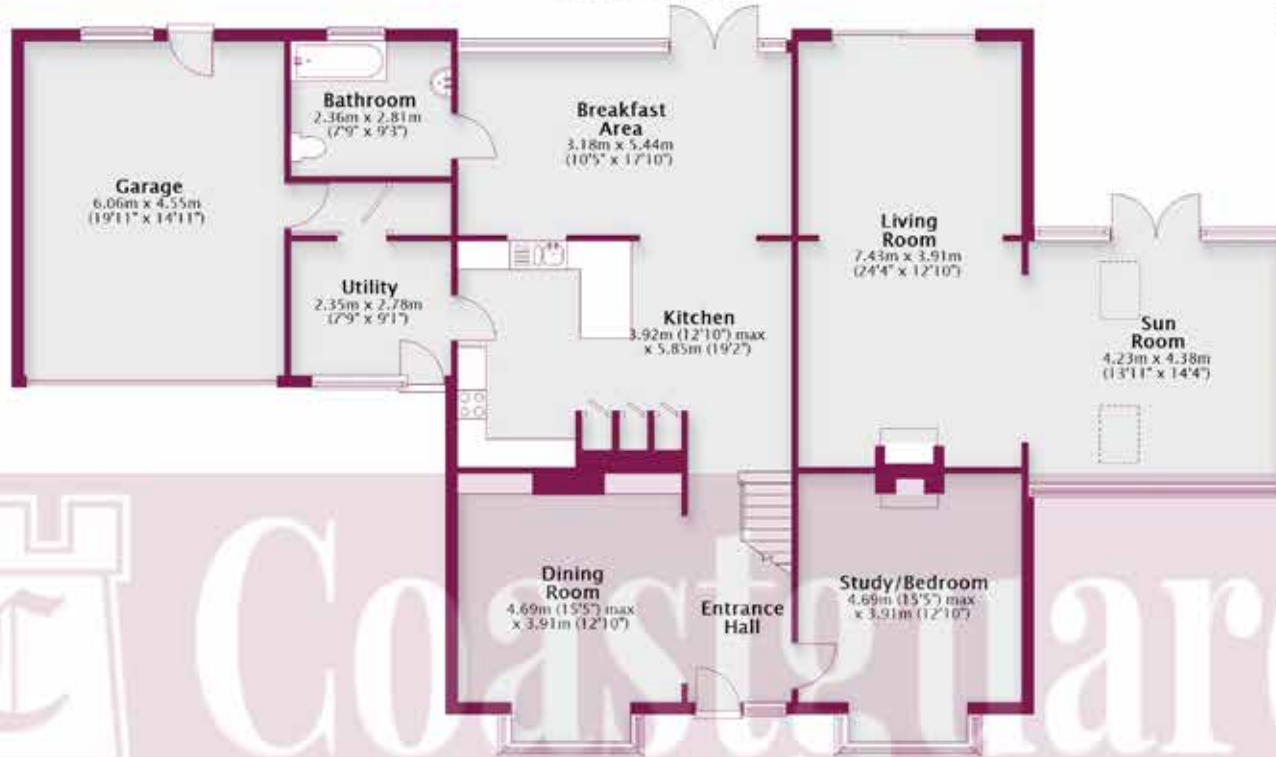 Bathroom
2.36m x 2.81m
(7'9" x 9'3")
Breakfast
Area
3.18m x 5.44m
(10'5" x 17'10")
Garage
6.06m x 4.55m
(19'11" x 14'11")
Living
Room
7.43m x 3.91m
(24'4" x 12'10")
Utility
2.35m x 2.78m
(7'9" x 9'1")
Kitchen
3.92m (12'10") max
x 5.85m (19'2")
Sun
Room
4.23m x 4.38m
(13'11" x 14'4")
Dining
Room
4.69m (15'5") max
x 3.91m (12'10")
Entrance
Hall
Study/Bedroom
4.69m (15'5") max
x 3.91m (12'10")
C Coastguar